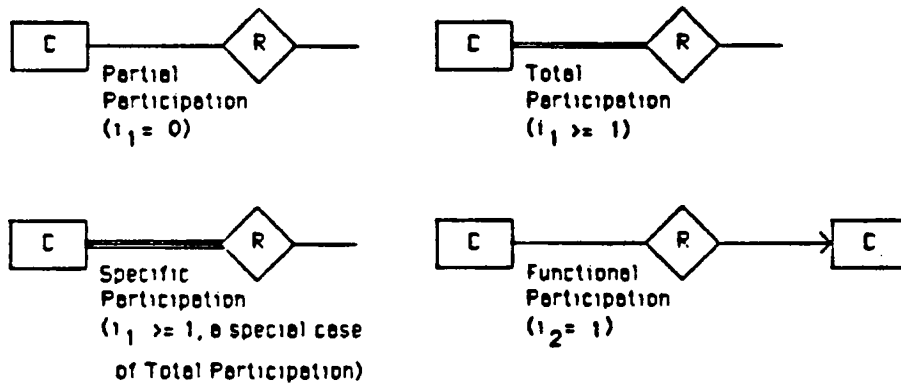 C
R
Partial
Participation
(i₁ = 0)
C
R
Total
Participation
(i₁ >= 1)
C
R
Specific
Participation
(i₁ >= 1, a special case
of Total Participation)
C
R
C
Functional
Participation
(i₂ = 1)